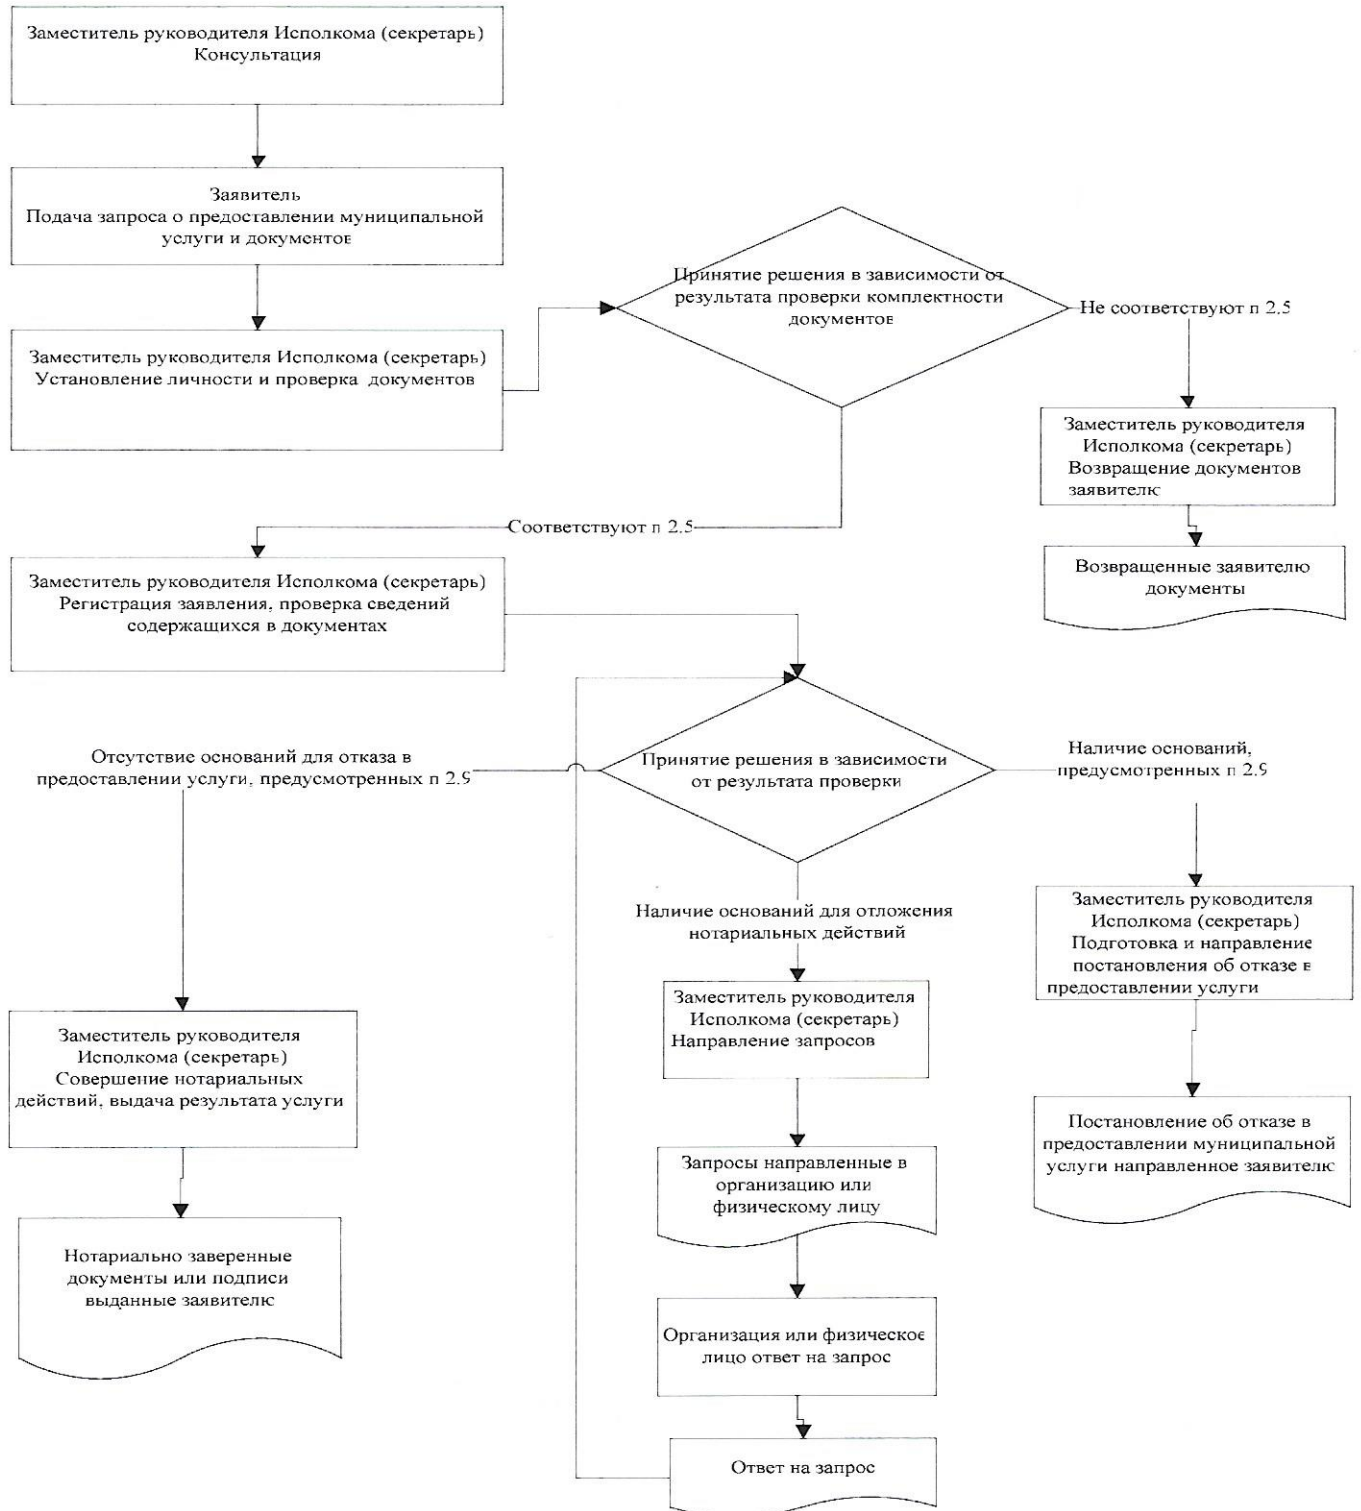 Заместитель руководителя Исполкома (секретарь)
Консультация
Заявитель
Подача запроса о предоставлении муниципальной
услуги и документов
Заместитель руководителя Исполкома (секретарь)
Установление личности и проверка документов
Принятие решения в зависимости от
результата проверки комплектности
документов
Не соответствуют п 2.5
Заместитель руководителя
Исполкома (секретарь)
Возвращение документов
заявителю
Возвращенные заявителю
документы
Соответствуют п 2.5
Заместитель руководителя Исполкома (секретарь)
Регистрация заявления, проверка сведений
содержащихся в документах
Принятие решения в зависимости
от результата проверки
Отсутствие оснований для отказа в
предоставлении услуги, предусмотренных п 2.9
Наличие оснований,
предусмотренных п 2.9
Наличие оснований для отложения
нотариальных действий
Заместитель руководителя
Исполкома (секретарь)
Совершение нотариальных
действий, выдача результата услуги
Нотариально заверенные
документы или подписи
выданные заявителю
Заместитель руководителя
Исполкома (секретарь)
Направление запросов
Запросы направленные в
организацию или
физическому лицу
Организация или физическое
лицо ответ на запрос
Ответ на запрос
Заместитель руководителя
Исполкома (секретарь)
Подготовка и направление
постановления об отказе в
предоставлении услуги
Постановление об отказе в
предоставлении муниципальной
услуги направленное заявителю